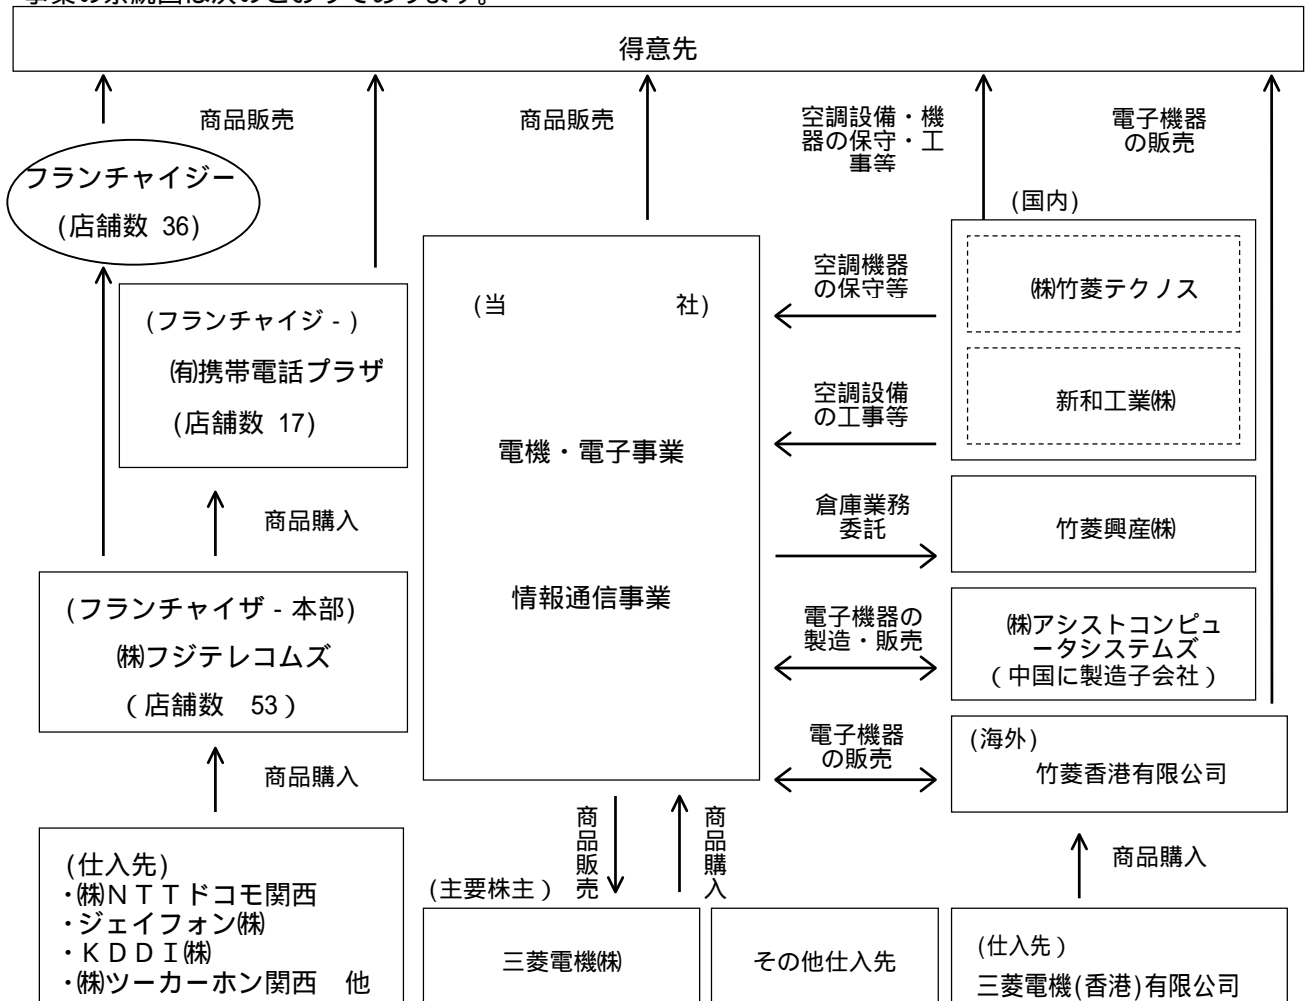 事業の系統図は次のとおりであります。
得意先
商品販売
商品販売
空調設備・機
器の保守・工
事等
電子機器
の販売
フランチャイジー
(店舗数 36)
(フランチャイジ‐)
㈲携帯電話プラザ
(店舗数 17)
商品購入
(フランチャイザ‐本部)
㈱フジテレコムズ
(店舗数 53)
商品購入
(仕入先)
・㈱NTTドコモ関西
・ジェイフォン㈱
・KDDI㈱
・㈱ツーカーホン関西 他
(当 社)
電機・電子事業
情報通信事業
空調機器
の保守等
空調設備
の工事等
倉庫業務
委託
電子機器の
製造・販売
電子機器
の販売
(国内)
㈱竹菱テクノス
新和工業㈱
竹菱興産㈱
㈱アシストコンピュ
ータシステムズ
(中国に製造子会社)
(海外)
竹菱香港有限公司
商品購入
(仕入先)
三菱電機(香港)有限公司
商品販売
商品購入
(主要株主)
三菱電機㈱
その他仕入先